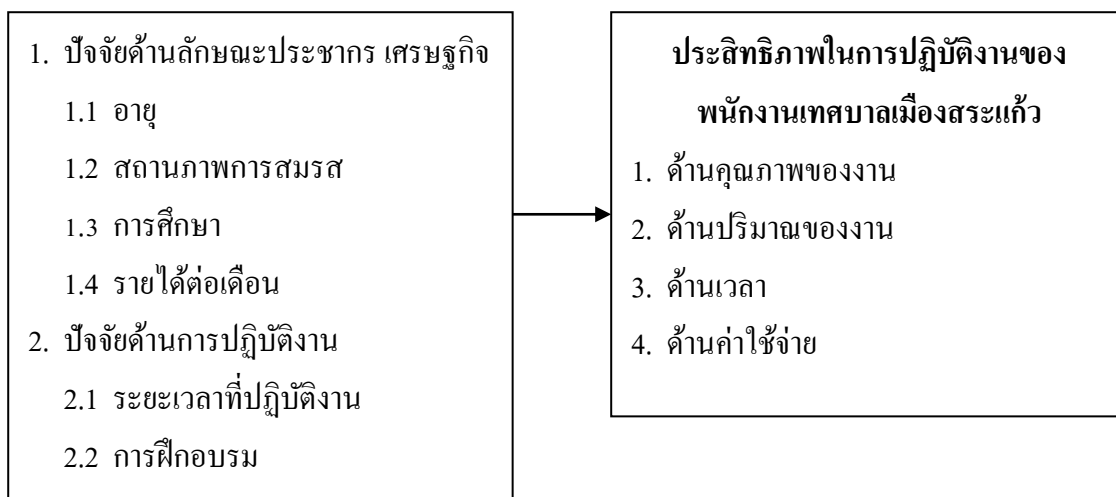 1. ปัจจัยด้านลักษณะประชากร เศรษฐกิจ
1.1 อายุ
1.2 สถานภาพการสมรส
1.3 การศึกษา
1.4 รายได้ต่อเดือน
2. ปัจจัยด้านการปฏิบัติงาน
2.1 ระยะเวลาที่ปฏิบัติงาน
2.2 การฝึกอบรม
ประสิทธิภาพในการปฏิบัติงานของ
พนักงานเทศบาลเมืองสระแก้ว
1. ด้านคุณภาพของงาน
2. ด้านปริมาณของงาน
3. ด้านเวลา
4. ด้านค่าใช้จ่าย